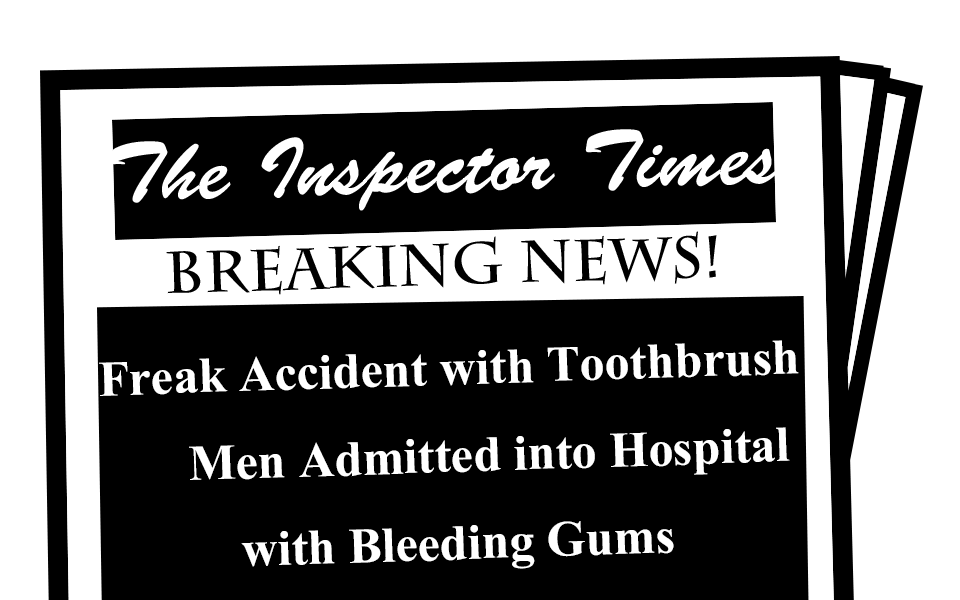 The Inspector Times
BREAKING NEWS!
Freak Accident with Toothbrush
Men Admitted into Hospital
with Bleeding Gums